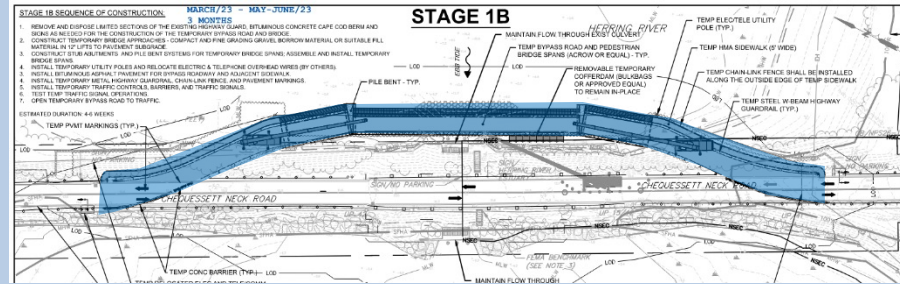 STAGE 1B SEQUENCE OF CONSTRUCTION:
MARCH/23 - MAY-JUNE/23
3 MONTHS
1. REMOVE AND DISPOSE LIMITED SECTIONS OF THE EXISTING HIGHWAY GUARD, BITUMINOUS CONCRETE CAPE COD BERM AND
SIGNS AS NEEDED FOR THE CONSTRUCTION OF THE TEMPORARY BYPASS ROAD AND BRIDGE.
2. CONSTRUCT TEMPORARY BRIDGE APPROACHES - COMPACT AND FINE GRADING GRAVEL BORROW MATERIAL OR SUITABLE FILL
MATERIAL IN 12" LIFTS TO PAVEMENT SUBGRADE.
3. CONSTRUCT STUB ABUTMENTS AND PILE BENT SYSTEMS FOR TEMPORARY BRIDGE SPANS; ASSEMBLE AND INSTALL TEMPORARY
BRIDGE SPANS.
4. INSTALL TEMPORARY UTILITY POLES AND RELOCATE ELECTRIC & TELEPHONE OVERHEAD WIRES (BY OTHERS).
5. INSTALL BITUMINOUS ASPHALT PAVEMENT FOR BYPASS ROADWAY AND ADJACENT SIDEWALK.
6. INSTALL TEMPORARY METAL HIGHWAY GUARDRAIL, CHAIN-LINK FENCE, AND PAVEMENT MARKINGS.
7. INSTALL TEMPORARY TRAFFIC CONTROLS, BARRIERS, AND TRAFFIC SIGNALS.
TEST TEMP TRAFFIC SIGNAL OPERATIONS.
OPEN TEMPORARY BYPASS ROAD TO TRAFFIC.
ESTIMATED DURATION: 4-6 WEEKS
STAGE 1B
HERRING RIVER
MAINTAIN FLOW THROUGH EXIST CULVERT
EBB TIDE
TEMP BYPASS ROAD AND PEDESTRIAN
BRIDGE SPANS (ACROW OR EQUAL) - TYP.
REMOVABLE TEMPORARY
COFFERDAM (BULKBAGS
OR APPROVED EQUAL)
TO REMAIN IN-PLACE
TEMP ELEC/TELE UTILITY
POLE (TYP.)
TEMP HMA SIDEWALK (5' WIDE)
TEMP CHAIN-LINK FENCE SHALL BE INSTALLED
ALONG THE OUTSIDE EDGE OF TEMP SIDEWALK
TEMP STEEL W-BEAM HIGHWAY
GUARDRAIL (TYP.)
PILE BENT - TYP.
TEMP PVMT MARKINGS (TYP.)
LOD
LOD
LOD
LOD
NSEC
NSEC
NO PARKING
NO PARKING
SIGN/NO PARKING
CHEQUESSETT NECK ROAD
CHEQUESSETT NECK ROAD
NSEC
LOD
LOD
FEMA BENCHMARK
(SEE NOTE 3)
TEMP CONC BARRIER (TYP.)
MAINTAIN FLOW THROUGH